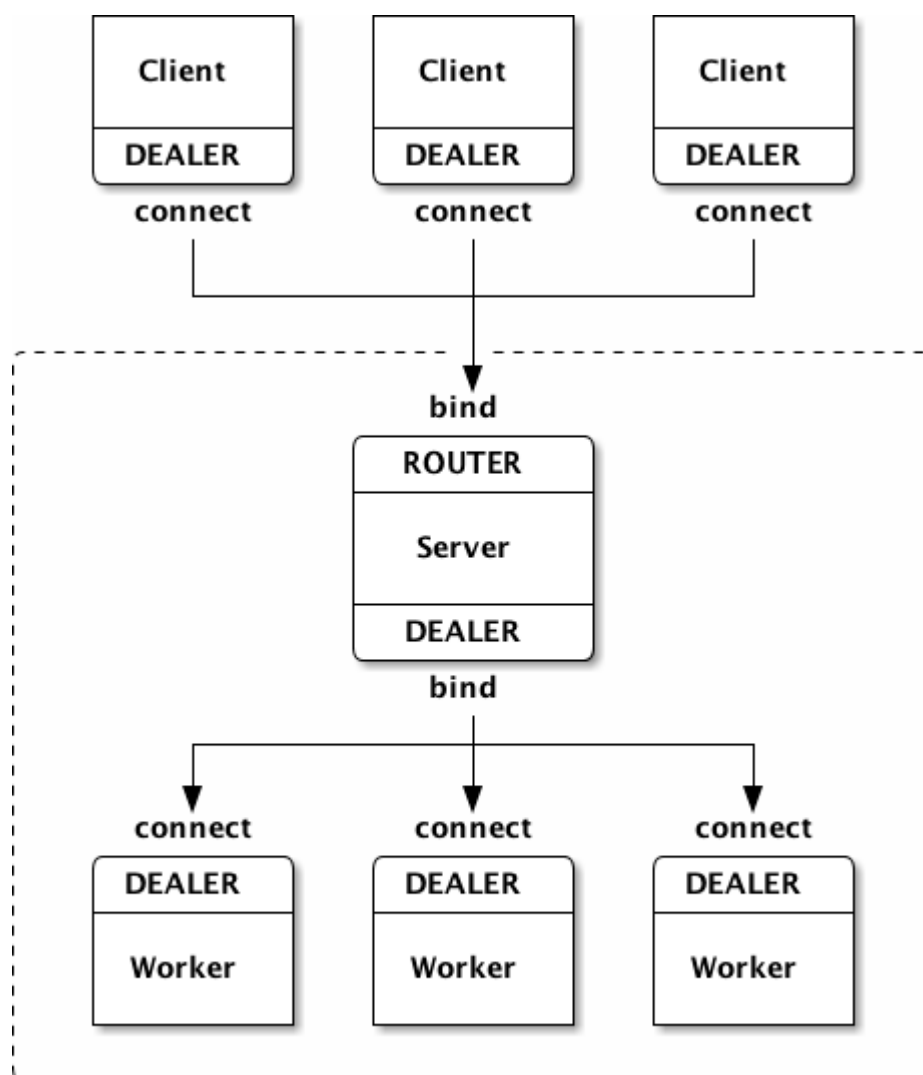 Client Client Client
DEALER DEALER DEALER
connect connect connect
bind
ROUTER
Server
DEALER
bind
connect connect connect
DEALER DEALER DEALER
Worker Worker Worker